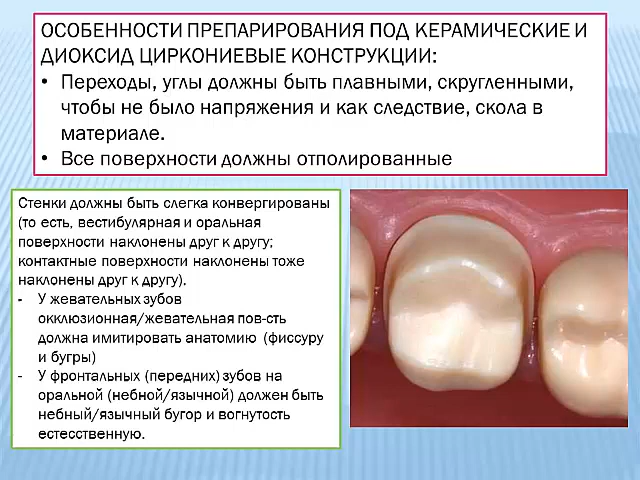 ОСОБЕННОСТИ ПРЕПАРИРОВАНИЯ ПОД КЕРАМИЧЕСКИЕ И
ДИОКСИД ЦИРКОНИЕВЫЕ КОНСТРУКЦИИ:
• Переходы, углы должны быть плавными, скругленными,
чтобы не было напряжения и как следствие, скола в
материале.
• Все поверхности должны отполированные
Стенки должны быть слегка конвергированы
(то есть, вестибулярная и оральная
поверхности наклонены друг к другу;
контактные поверхности наклонены тоже
наклонены друг к другу).
- У жевательных зубов
окклюзионная/жевательная пов-сть
должна имитировать анатомию (фиссуру
и бугры)
- У фронтальных (передних) зубов на
оральной (небной/язычной) должен быть
небный/язычный бугор и вогнутость
естесственную.